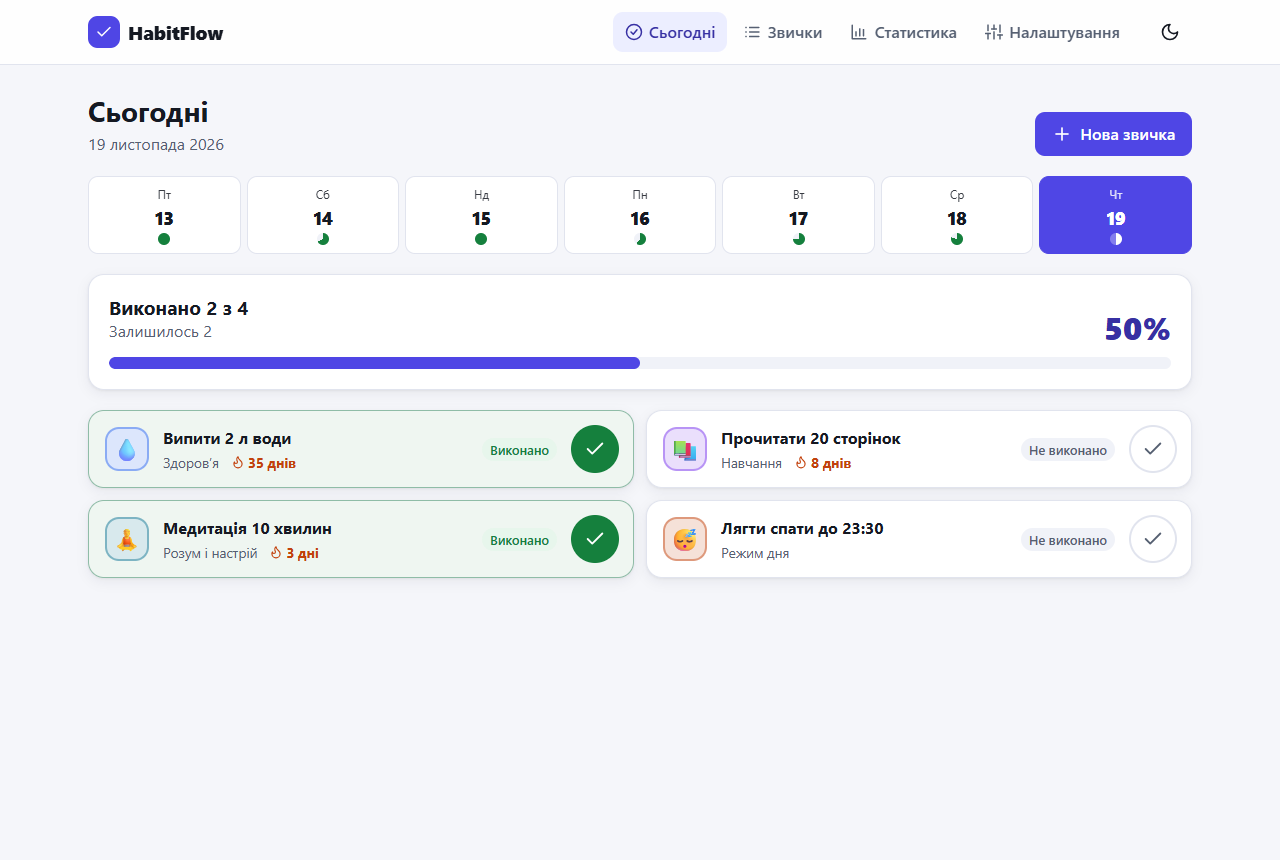 HabitFlow
Сьогодні
Звички
Статистика
Налаштування
Сьогодні
19 листопада 2026
Нова звичка
Пт
13
Сб
14
Нд
15
Пн
16
Вт
17
Ср
18
Чт
19
Виконано 2 з 4
Залишилось 2
50%
Випити 2 л води
Здоров'я 35 днів
Виконано
Прочитати 20 сторінок
Навчання 8 днів
Не виконано
Медитація 10 хвилин
Розум і настрій 3 дні
Виконано
Лягти спати до 23:30
Режим дня
Не виконано